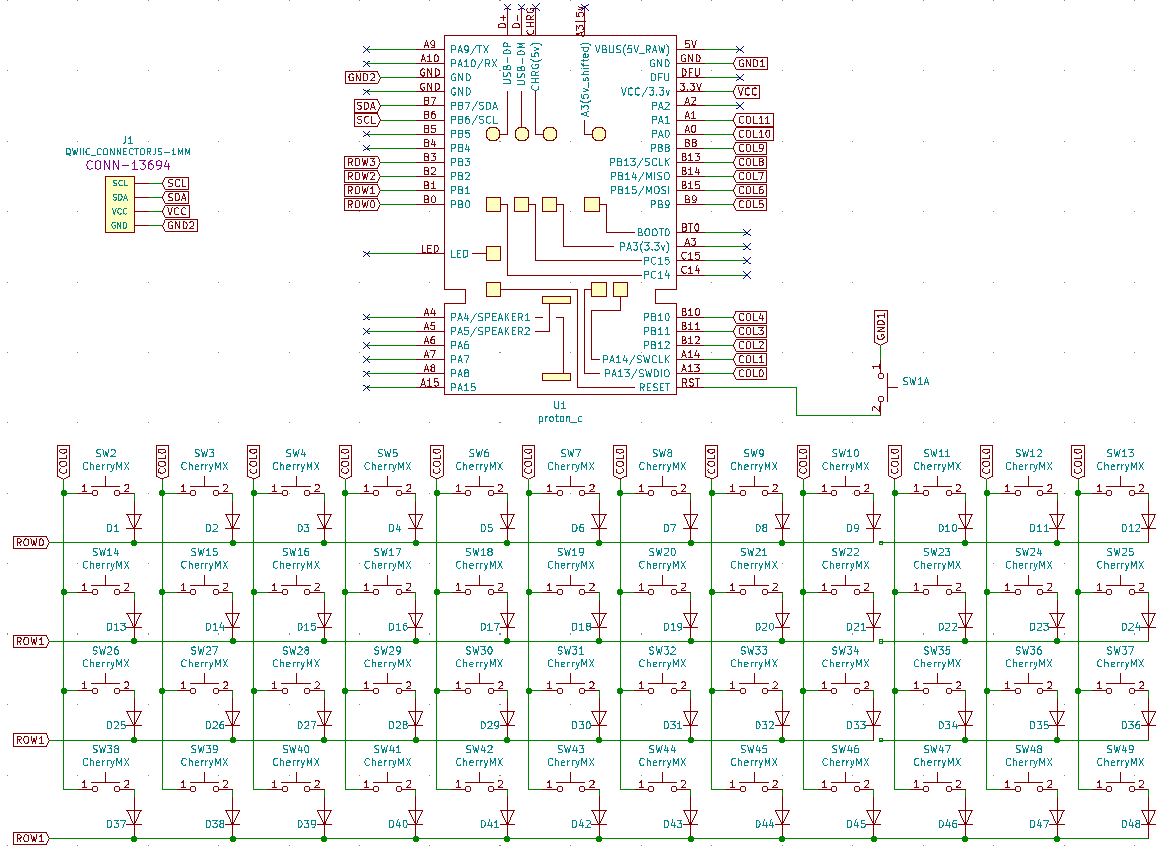 D+ D- CHRG A3|5v
A9 PA9/TX USB-DP USB-DM CHRG(5v) A3(5v_shifted) VBUS(5V_RAW) 5V
A10 PA10/RX GND GND GND1
GND2 GND GND DFU DFU
GND GND VCC/3.3v 3.3V VCC
SDA B7 PB7/SDA PA2 A2
SCL B6 PB6/SCL PA1 A1 COL11
B5 PB5 PA0 A0 COL10
B4 PB4 PB8 B8 COL9
ROW3 B3 PB3 PB13/SCLK B13 COL8
ROW2 B2 PB2 PB14/MISO B14 COL7
ROW1 B1 PB1 PB15/MOSI B15 COL6
ROW0 B0 PB0 PB9 B9 COL5
BOOT0 BT0
PA3(3.3v) A3
LED LED PC15 C15
PC14 C14
A4 PA4/SPEAKER1 PB10 B10 COL4
A5 PA5/SPEAKER2 PB11 B11 COL3
A6 PA6 PB12 B12 COL2
A7 PA7 PA14/SWCLK A14 COL1
A8 PA8 PA13/SWDIO A13 COL0
A15 PA15 RESET RST
U1
proton_c
J1
QWIIC_CONNECTORJS-1MM
CONN-13694
SCL SCL
SDA SDA
VCC VCC
GND GND2
GND1
1
SW1A
2
COL0 COL0 COL0 COL0 COL0 COL0 COL0 COL0 COL0 COL0 COL0 COL0
SW2 SW3 SW4 SW5 SW6 SW7 SW8 SW9 SW10 SW11 SW12 SW13
CherryMX CherryMX CherryMX CherryMX CherryMX CherryMX CherryMX CherryMX CherryMX CherryMX CherryMX CherryMX
1 2 1 2 1 2 1 2 1 2 1 2 1 2 1 2 1 2 1 2 1 2 1 2
D1 D2 D3 D4 D5 D6 D7 D8 D9 D10 D11 D12
ROW0
SW14 SW15 SW16 SW17 SW18 SW19 SW20 SW21 SW22 SW23 SW24 SW25
CherryMX CherryMX CherryMX CherryMX CherryMX CherryMX CherryMX CherryMX CherryMX CherryMX CherryMX CherryMX
1 2 1 2 1 2 1 2 1 2 1 2 1 2 1 2 1 2 1 2 1 2 1 2
D13 D14 D15 D16 D17 D18 D19 D20 D21 D22 D23 D24
ROW1
SW26 SW27 SW28 SW29 SW30 SW31 SW32 SW33 SW34 SW35 SW36 SW37
CherryMX CherryMX CherryMX CherryMX CherryMX CherryMX CherryMX CherryMX CherryMX CherryMX CherryMX CherryMX
1 2 1 2 1 2 1 2 1 2 1 2 1 2 1 2 1 2 1 2 1 2 1 2
D25 D26 D27 D28 D29 D30 D31 D32 D33 D34 D35 D36
ROW1
SW38 SW39 SW40 SW41 SW42 SW43 SW44 SW45 SW46 SW47 SW48 SW49
CherryMX CherryMX CherryMX CherryMX CherryMX CherryMX CherryMX CherryMX CherryMX CherryMX CherryMX CherryMX
1 2 1 2 1 2 1 2 1 2 1 2 1 2 1 2 1 2 1 2 1 2 1 2
D37 D38 D39 D40 D41 D42 D43 D44 D45 D46 D47 D48
ROW1